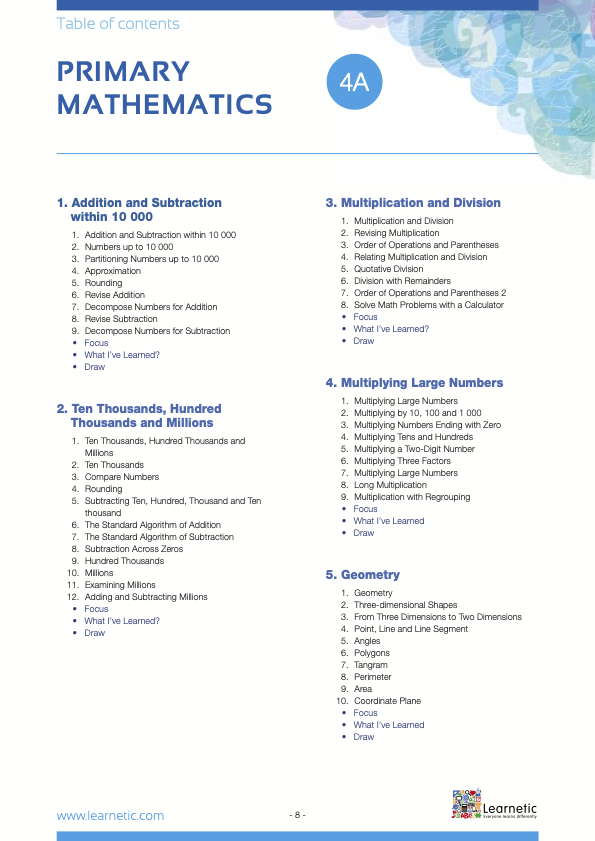 Table of contents
PRIMARY
MATHEMATICS
4A
1. Addition and Subtraction
within 10 000
1. Addition and Subtraction within 10 000
2. Numbers up to 10 000
3. Partitioning Numbers up to 10 000
4. Approximation
5. Rounding
6. Revise Addition
7. Decompose Numbers for Addition
8. Revise Subtraction
9. Decompose Numbers for Subtraction
• Focus
• What I've Learned?
• Draw
2. Ten Thousands, Hundred
Thousands and Millions
1. Ten Thousands, Hundred Thousands and
Millions
2. Ten Thousands
3. Compare Numbers
4. Rounding
5. Subtracting Ten, Hundred, Thousand and Ten
thousand
6. The Standard Algorithm of Addition
7. The Standard Algorithm of Subtraction
8. Subtraction Across Zeros
9. Hundred Thousands
10. Millions
11. Examining Millions
12. Adding and Subtracting Millions
• Focus
• What I've Learned?
• Draw
3. Multiplication and Division
1. Multiplication and Division
2. Revising Multiplication
3. Order of Operations and Parentheses
4. Relating Multiplication and Division
5. Quotative Division
6. Division with Remainders
7. Order of Operations and Parentheses 2
8. Solve Math Problems with a Calculator
• Focus
• What I've Learned?
• Draw
4. Multiplying Large Numbers
1. Multiplying Large Numbers
2. Multiplying by 10, 100 and 1 000
3. Multiplying Numbers Ending with Zero
4. Multiplying Tens and Hundreds
5. Multiplying a Two-Digit Number
6. Multiplying Three Factors
7. Multiplying Large Numbers
8. Long Multiplication
9. Multiplication with Regrouping
• Focus
• What I've Learned
• Draw
5. Geometry
1. Geometry
2. Three-dimensional Shapes
3. From Three Dimensions to Two Dimensions
4. Point, Line and Line Segment
5. Angles
6. Polygons
7. Tangram
8. Perimeter
9. Area
10. Coordinate Plane
• Focus
• What I've Learned
• Draw
www.learnetic.com
- 8 -
Learnetic
Everyone learns differently